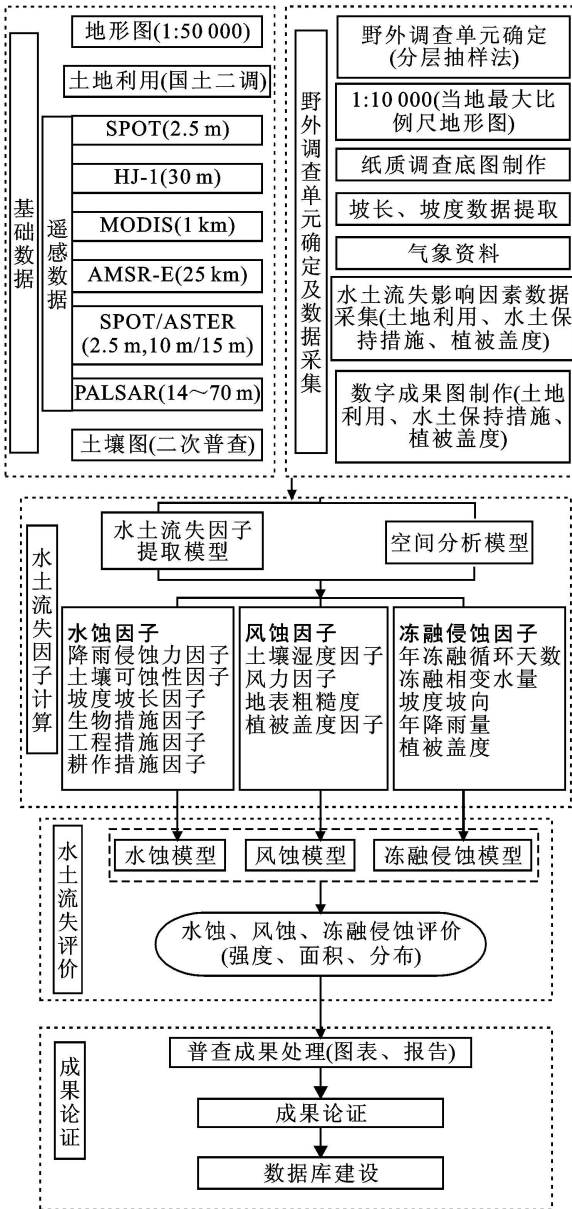 基础数据
地形图(1:50 000)
土地利用(国土二调)
遥感数据
SPOT(2.5 m)
HJ-1(30 m)
MODIS(1 km)
AMSR-E(25 km)
SPOT/ASTER
(2.5 m,10 m/15 m)
PALSAR(14～70 m)
土壤图(二次普查)
野外调查单元确定及数据采集
野外调查单元确定
(分层抽样法)
1:10 000(当地最大比
例尺地形图)
纸质调查底图制作
坡长、坡度数据提取
气象资料
水土流失影响因素数据
采集(土地利用、水土保
持措施、植被盖度)
数字成果图制作(土地
利用、水土保持措施、
植被盖度)
水土流失因子计算
水土流失因子
提取模型
空间分析模型
水蚀因子
降雨侵蚀力因子
土壤可蚀性因子
坡度坡长因子
生物措施因子
工程措施因子
耕作措施因子
风蚀因子
土壤湿度因子
风力因子
地表粗糙度
植被盖度因子
冻融侵蚀因子
年冻融循环天数
冻融相变水量
坡度坡向
年降雨量
植被盖度
水土流失评价
水蚀模型
风蚀模型
冻融侵蚀模型
水蚀、风蚀、冻融侵蚀评价
(强度、面积、分布)
成果论证
普查成果处理(图表、报告)
成果论证
数据库建设